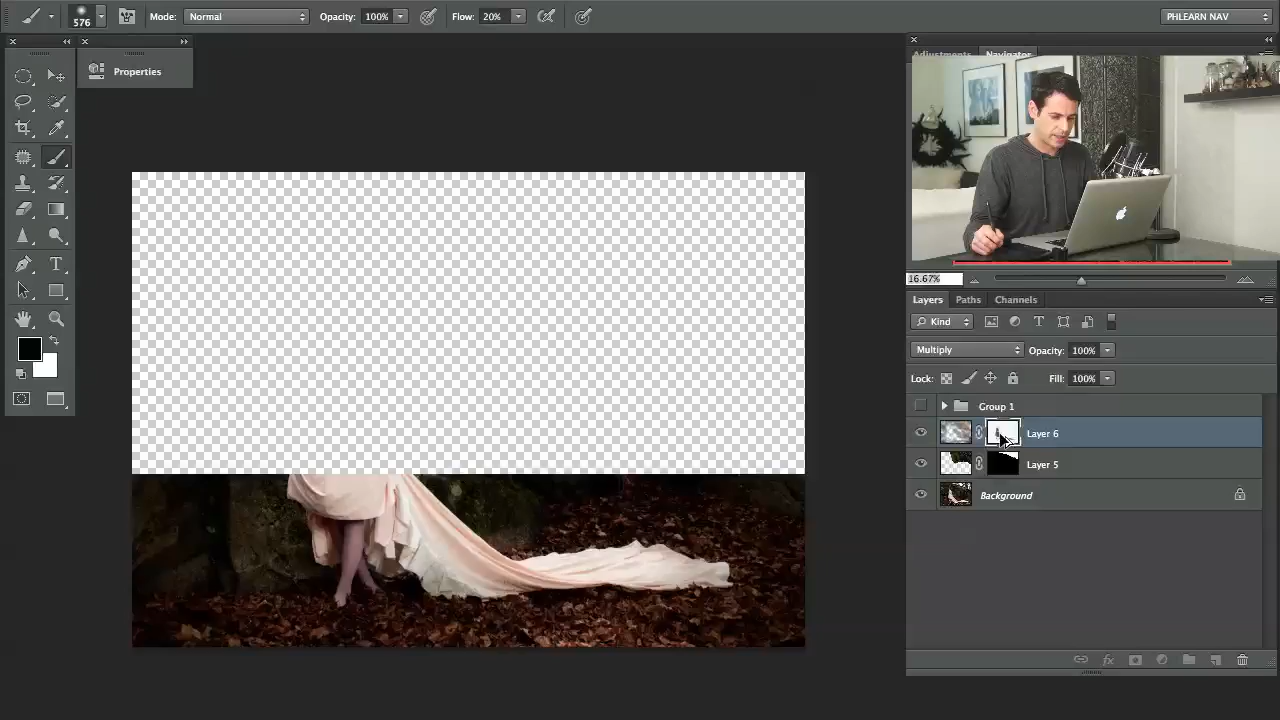 576 Mode: Normal Opacity: 100% Flow: 20% PHLEARN NAV
Properties
Adjustments Navigator
16.67%
Layers Paths Channels
Kind
Multiply Opacity: 100%
Lock: Fill: 100%
Group 1
Layer 6
Layer 5
Background